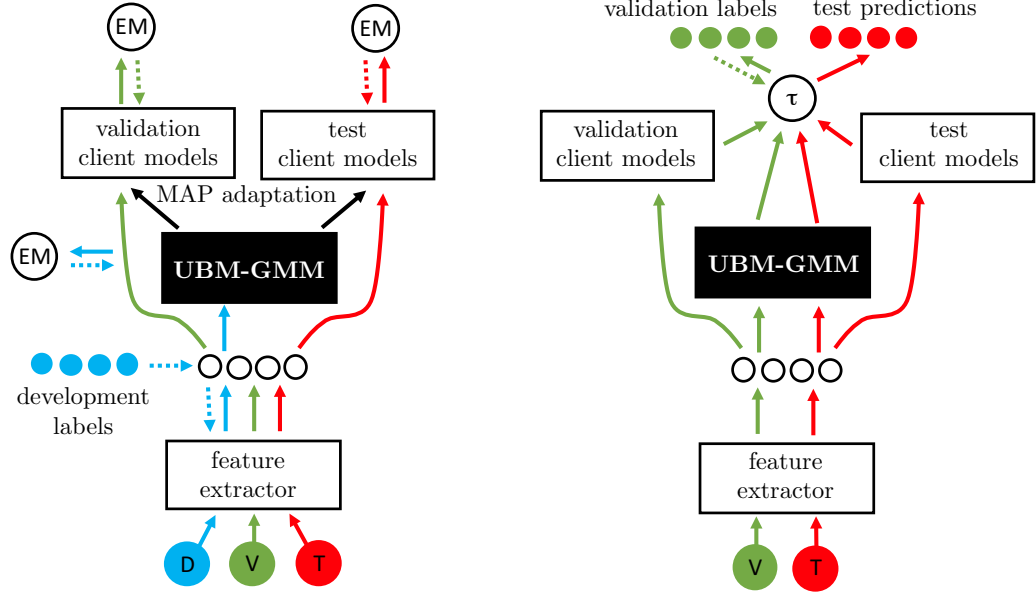 EM
EM
validation
client models
test
client models
MAP adaptation
EM
UBM-GMM
development
labels
feature
extractor
D
V
T
validation labels
test predictions
τ
validation
client models
test
client models
UBM-GMM
feature
extractor
V
T